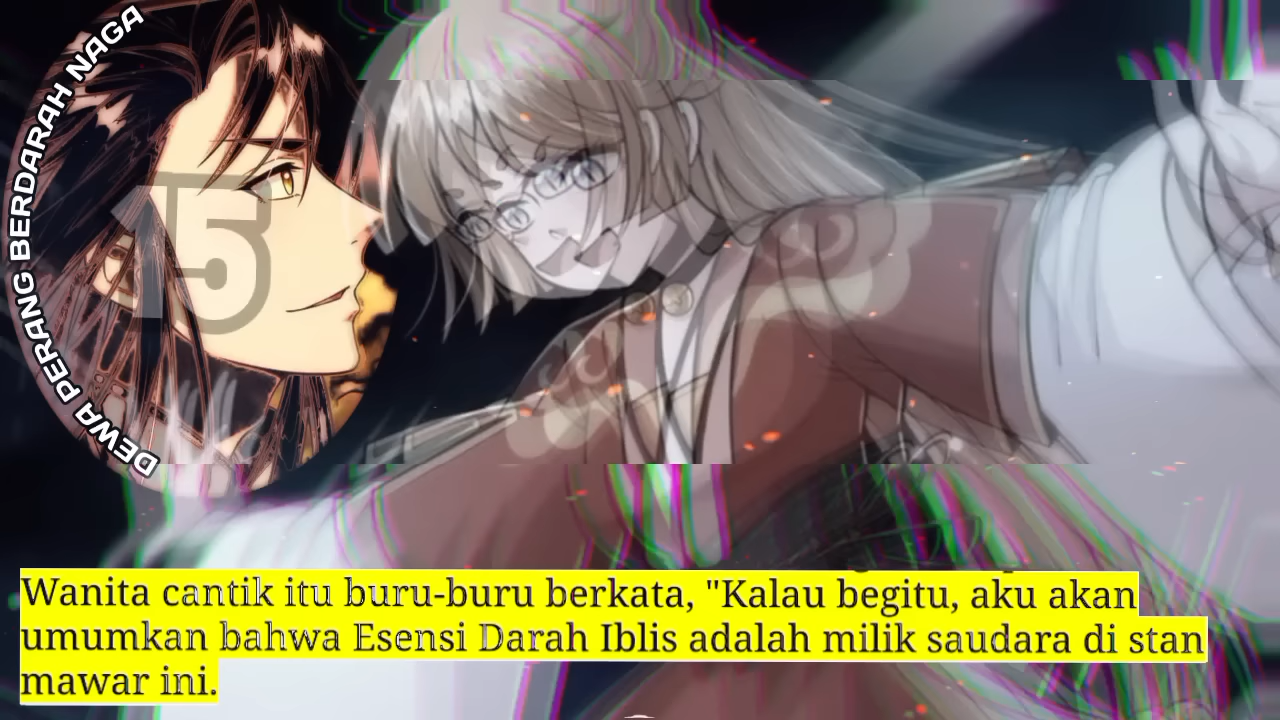 DEWA PERANG BERDARAH NAGA
15
Wanita cantik itu buru-buru berkata, "Kalau begitu, aku akan
umumkan bahwa Esensi Darah Iblis adalah milik saudara di stan
mawar ini.